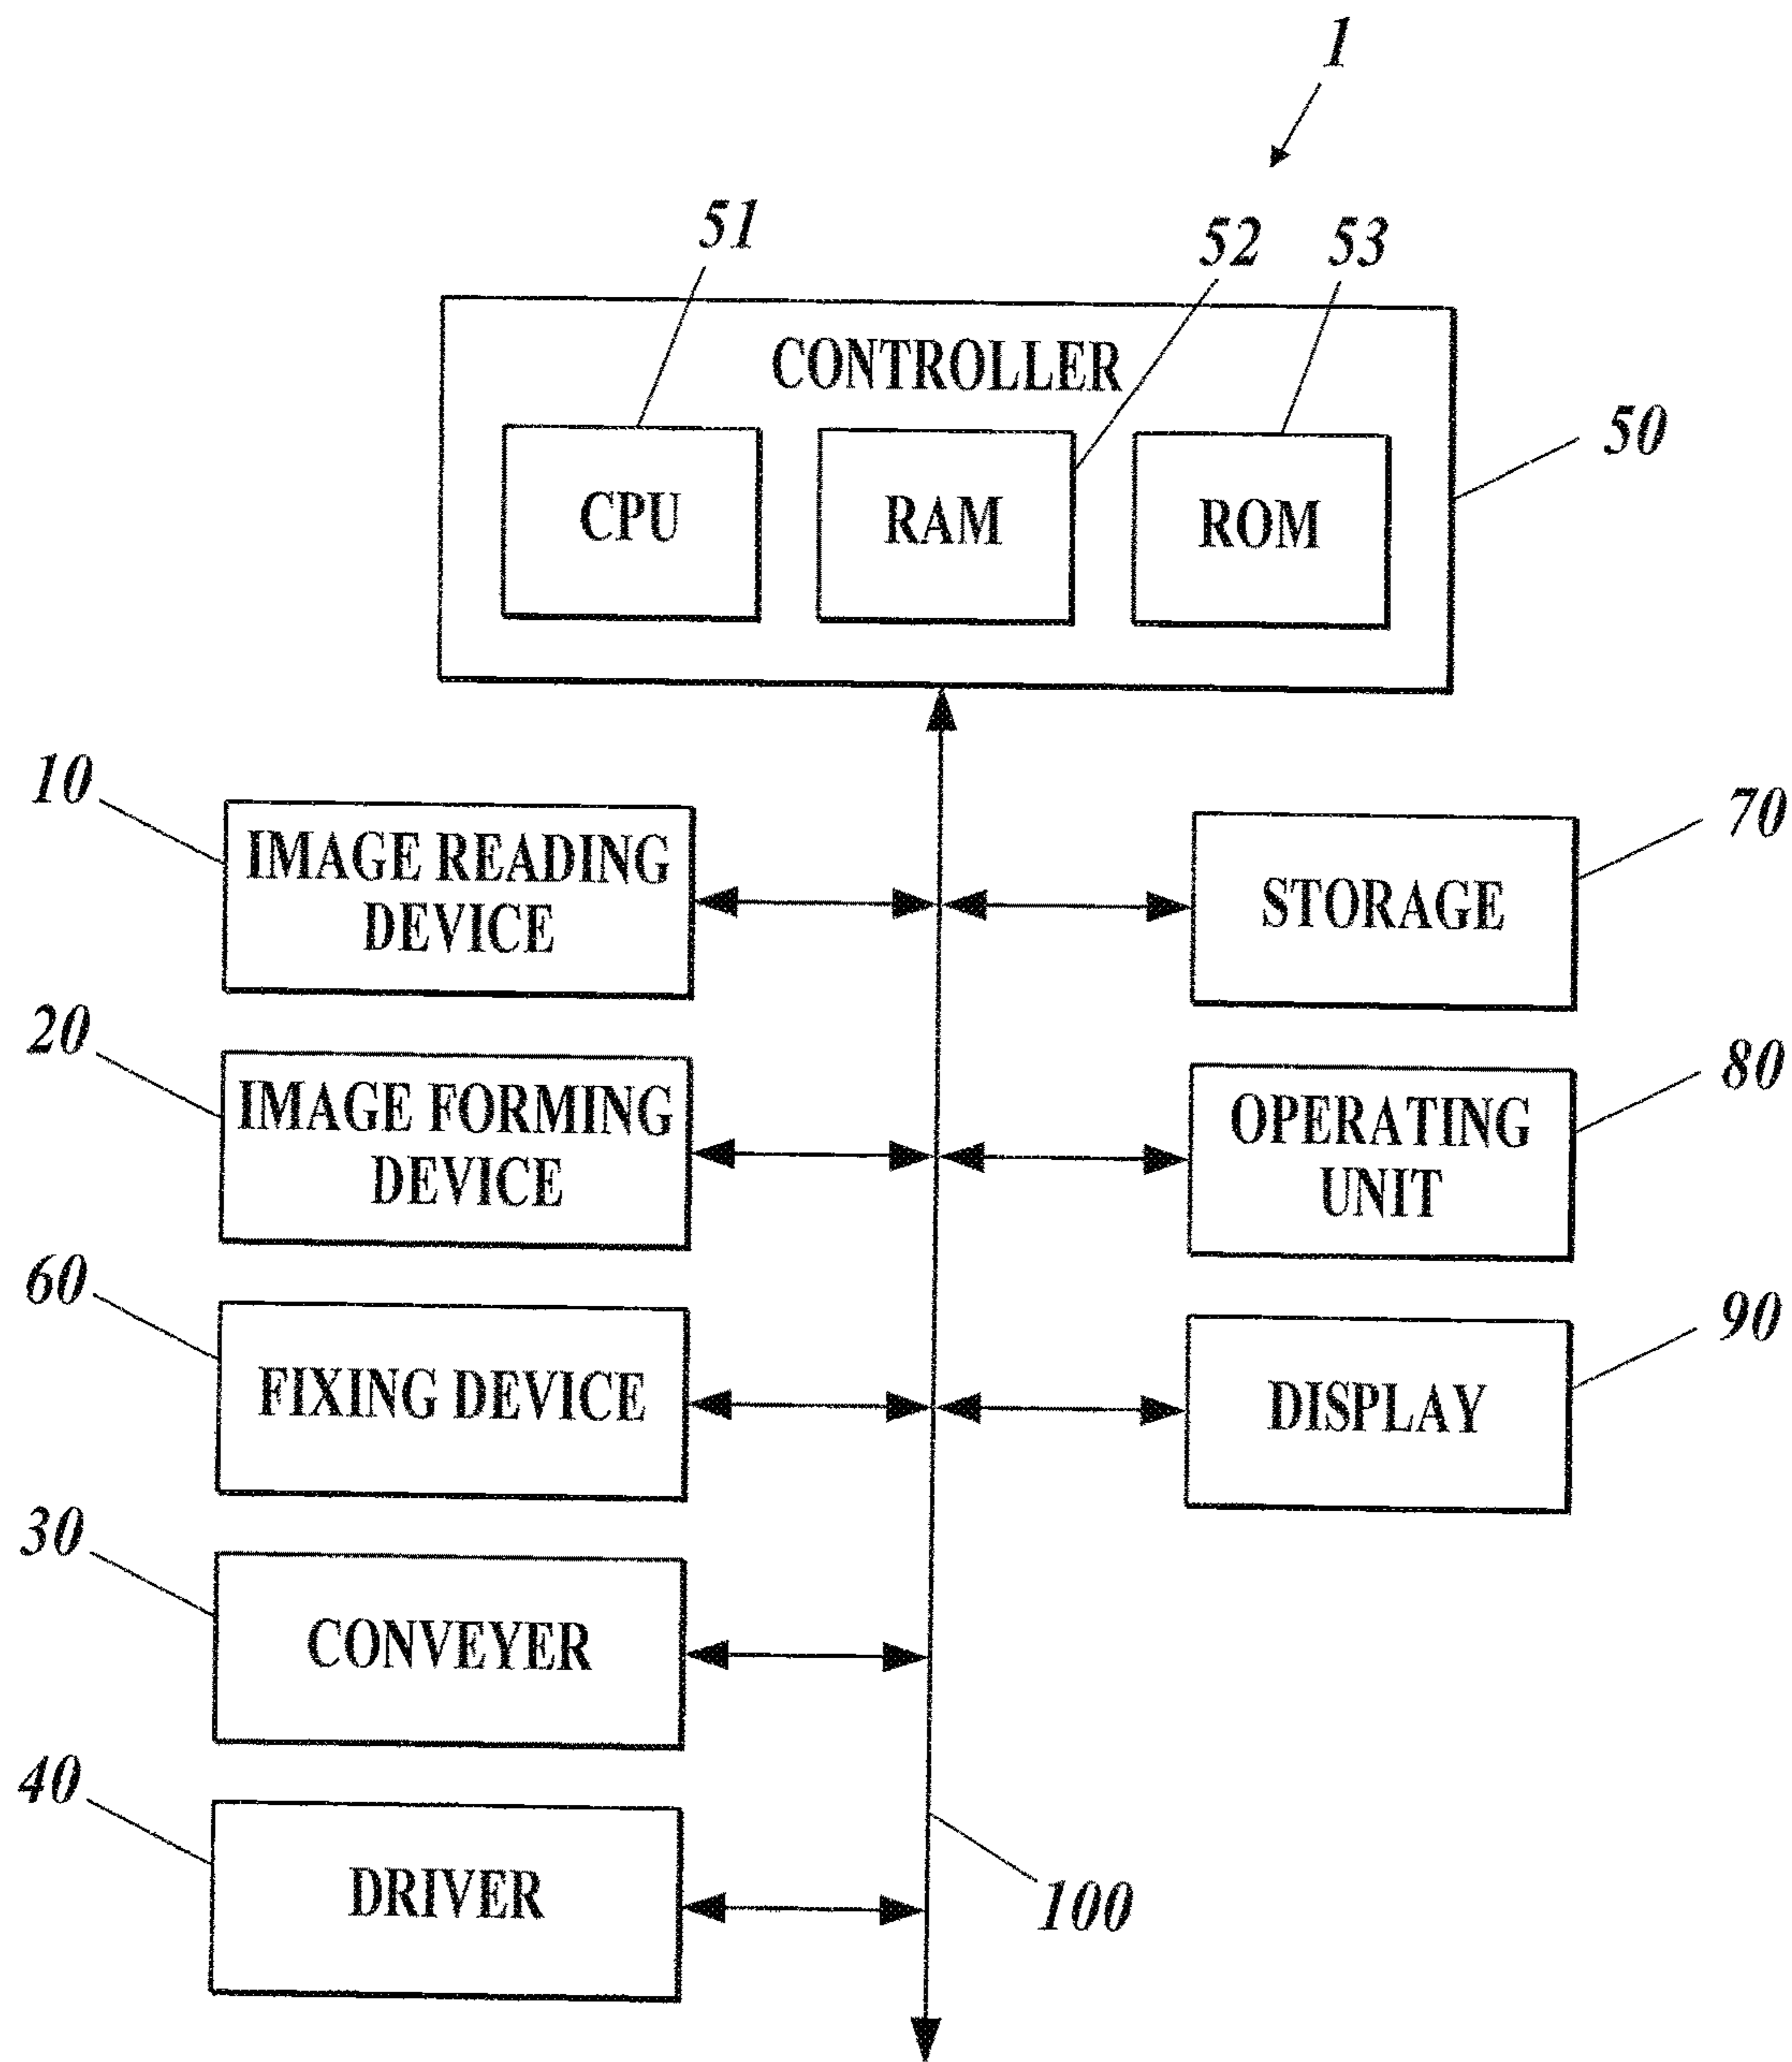 1
51
52
53
CONTROLLER
50
CPU
RAM
ROM
10
IMAGE READING
DEVICE
70
STORAGE
20
IMAGE FORMING
DEVICE
80
OPERATING
UNIT
60
FIXING DEVICE
90
DISPLAY
30
CONVEYER
40
DRIVER
100